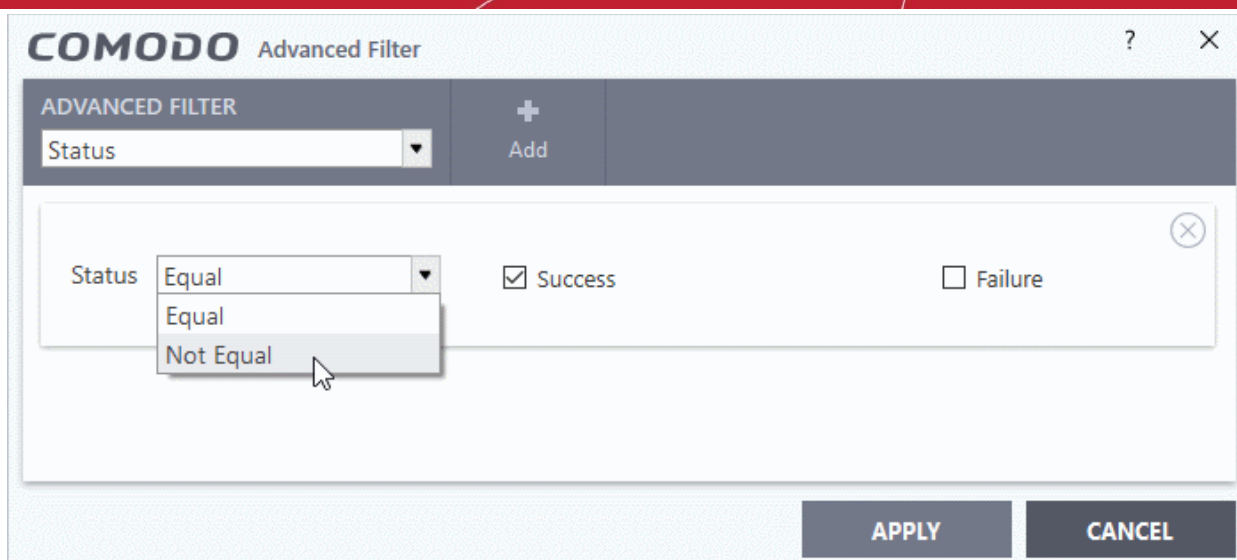 COMODO Advanced Filter ?
ADVANCED FILTER
Status
Add
Status Equal Success Failure
Equal
Not Equal
APPLY CANCEL